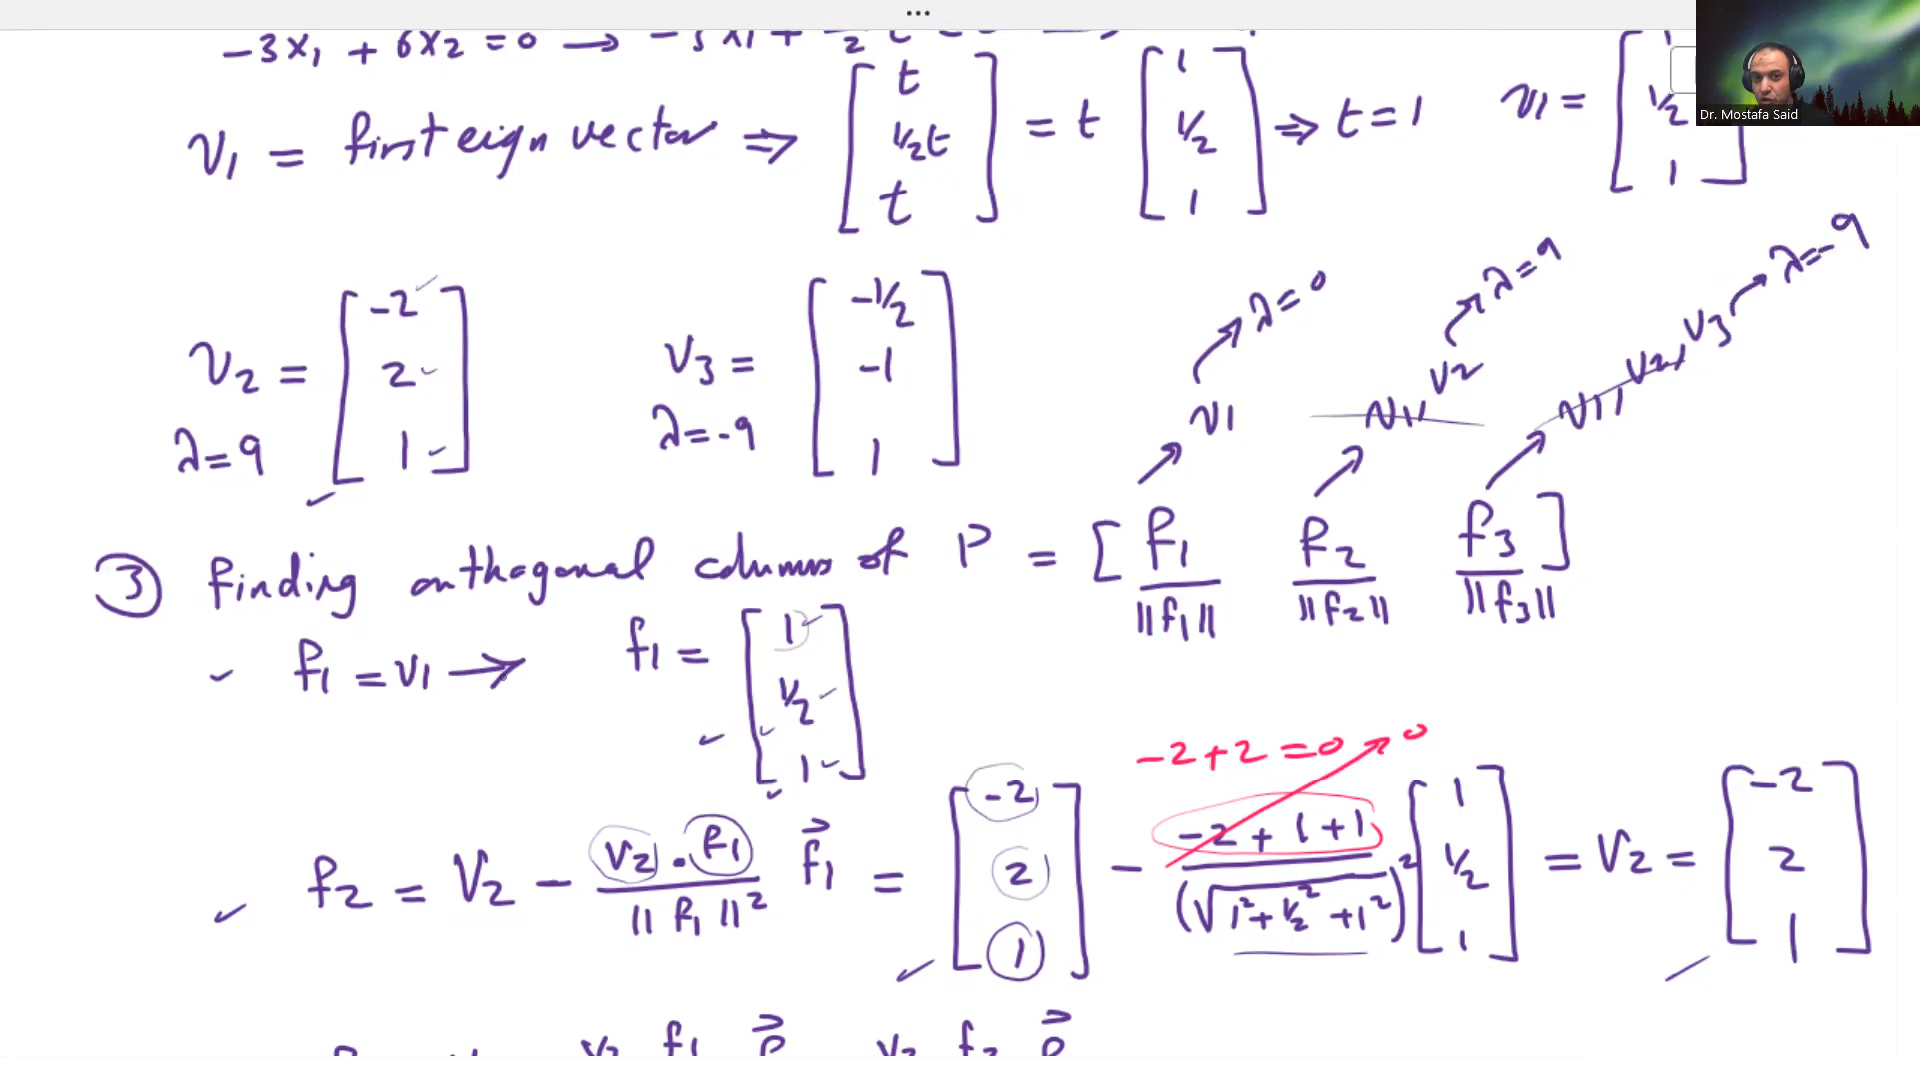 ...
-3x₁ + 6x₂ = 0 →
Dr. Mostafa Said
v₁ = first eign vector ⇒ [t ½t t] = t [1 ½ 1] ⇒ t = 1 v₁ = [1 ½ 1]
v₂ = [-2 2 1] v₃ = [-½ -1 1]
λ = 9 λ = -9
v₁ → λ = 0 v₁, v₂ → λ = 9 v₁, v₂, v₃ → λ = -9
③ Finding orthagonal columns of P = [f₁/||f₁|| f₂/||f₂|| f₃/||f₃||]
f₁ = v₁ → f₁ = [1 ½ 1]
-2 + 2 = 0 → 0
f₂ = v₂ - (v₂ · f₁)/||f₁||² f₁ = [-2 2 1] - (-2 + 1 + 1)/(√1² + ½² + 1²)² [1 ½ 1] = v₂ = [-2 2 1]